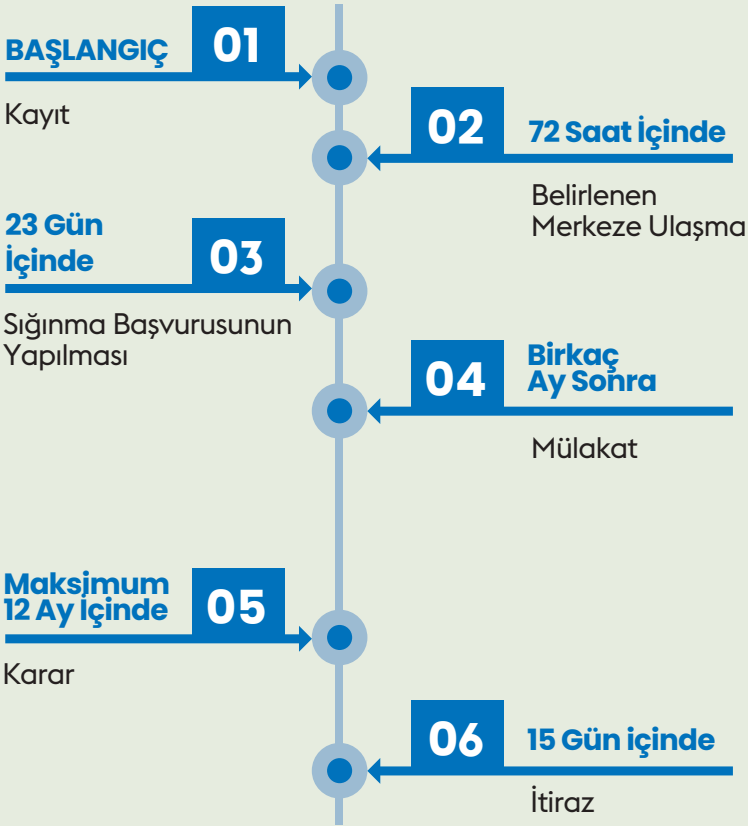 BAŞLANGIÇ
01
Kayıt
02
72 Saat İçinde
Belirlenen
Merkeze Ulaşma
23 Gün
İçinde
03
Sığınma Başvurusunun
Yapılması
04
Birkaç
Ay Sonra
Mülakat
Maksimum
12 Ay İçinde
05
Karar
06
15 Gün içinde
İtiraz